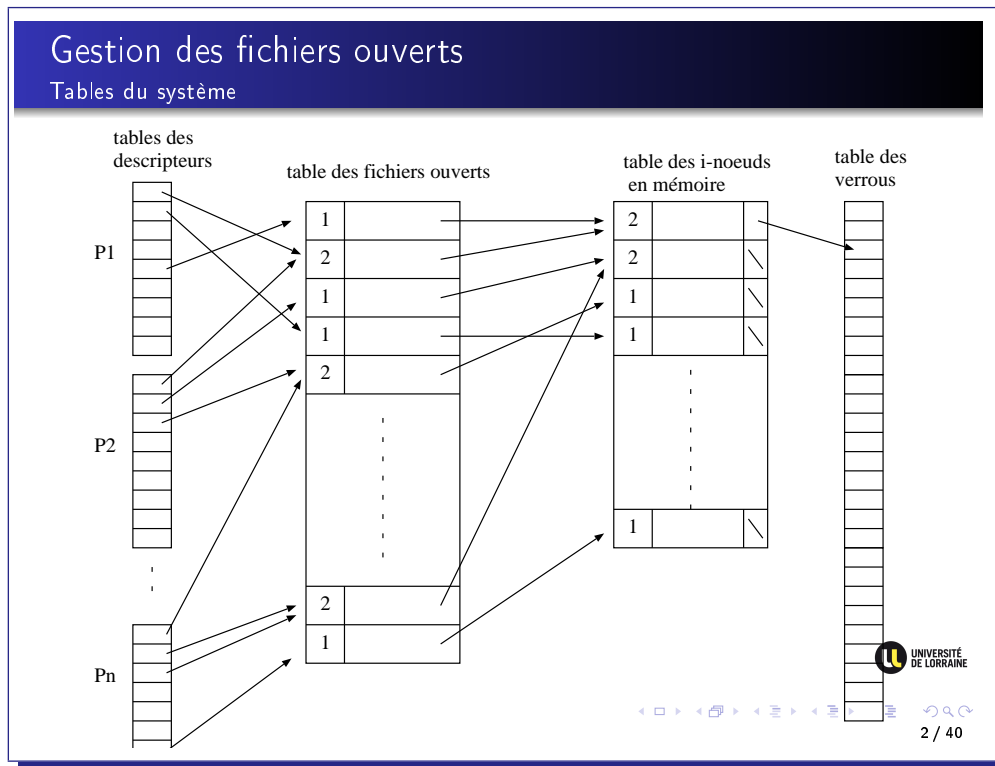 Gestion des fichiers ouverts
Tables du système
tables des
descripteurs
table des fichiers ouverts
table des i-noeuds
en mémoire
table des
verrous
P1
P2
Pn
1
2
1
1
2
2
1
2
2
1
1
1
UNIVERSITÉ
DE LORRAINE
2 / 40